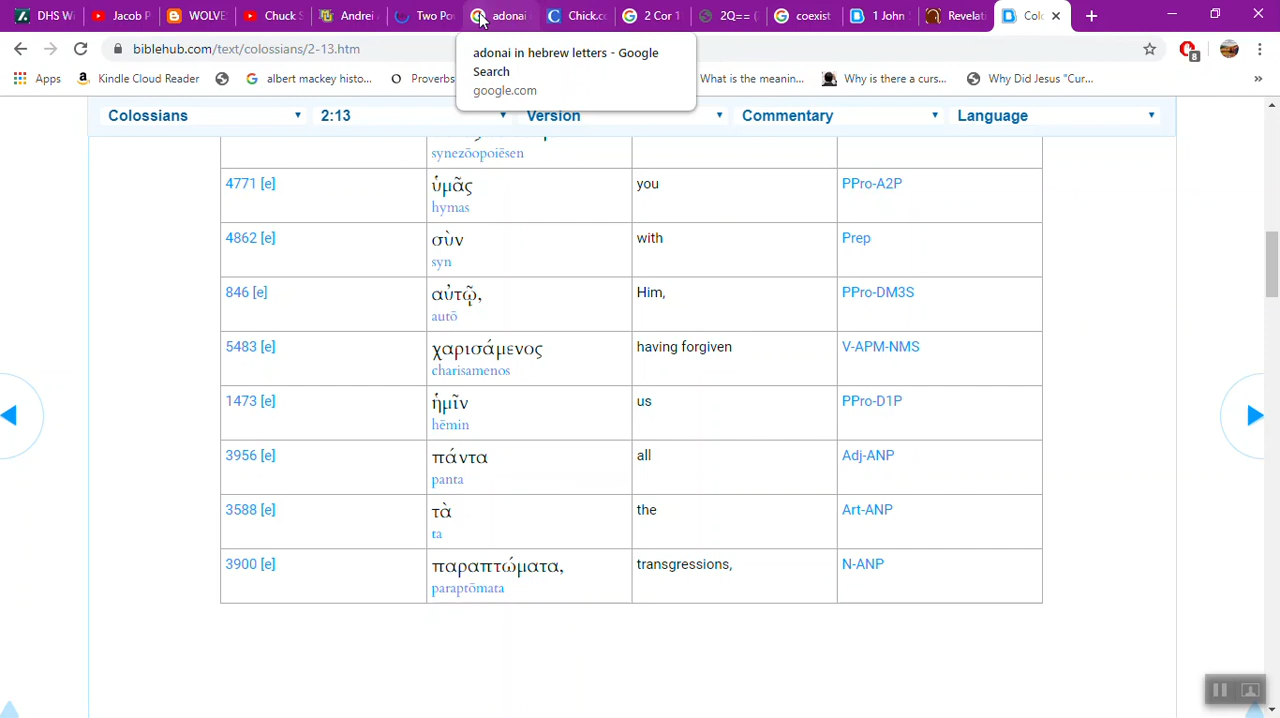 DHS Wi
Jacob P
WOLVE
Chuck S
Andrei
Two Po
adonai
Chick.co
2 Cor 1
2Q== (
coexist
1 John
Revelat
Colo
biblehub.com/text/colossians/2-13.htm
8
Apps
Kindle Cloud Reader
albert mackey histo...
Proverbs
What is the meanin...
Why is there a curs...
Why Did Jesus "Cur...
»
adonai in hebrew letters - Google
Search
google.com
Colossians
2:13
Version
Commentary
Language
synezōopoiēsen
4771 [e]
ὑμᾶς
hymas
you
PPro-A2P
4862 [e]
σὺν
syn
with
Prep
846 [e]
αὐτῷ,
autō
Him,
PPro-DM3S
5483 [e]
χαρισάμενος
charisamenos
having forgiven
V-APM-NMS
1473 [e]
ἡμῖν
hēmin
us
PPro-D1P
3956 [e]
πάντα
panta
all
Adj-ANP
3588 [e]
τὰ
ta
the
Art-ANP
3900 [e]
παραπτώματα,
paraptōmata
transgressions,
N-ANP